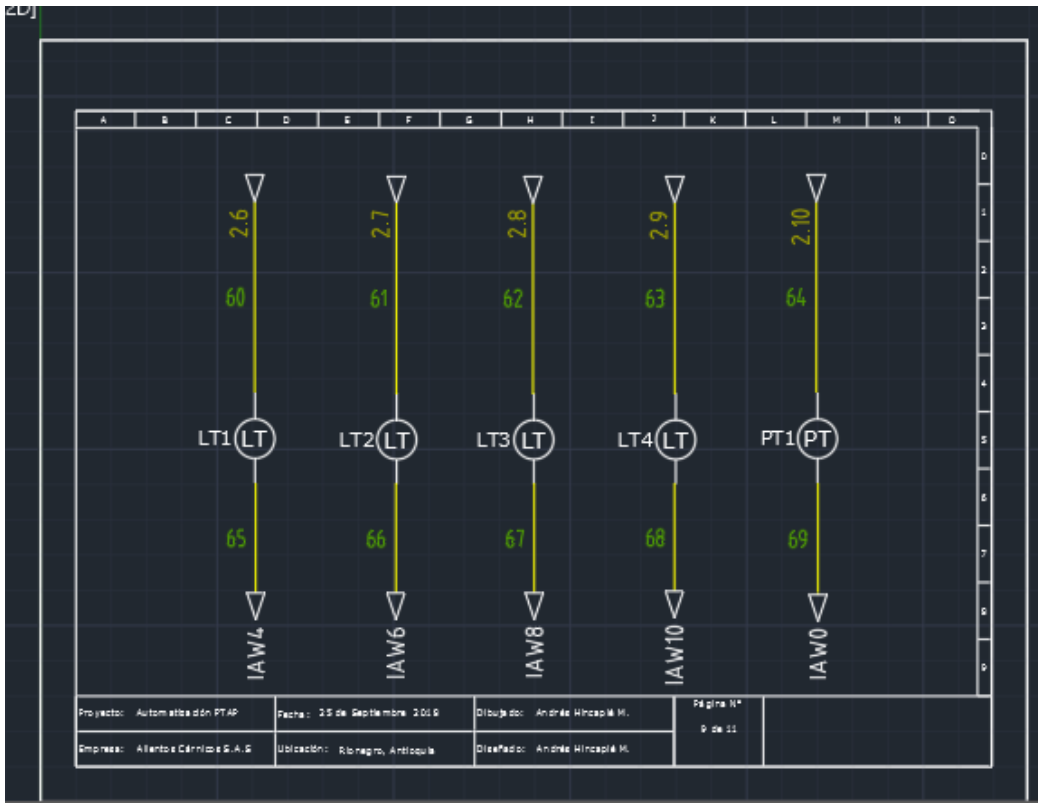 2D]
A B C D E F G H I J K L M N O
0
1
2
3
4
5
6
7
8
9
2.6 2.7 2.8 2.9 2.10
60 61 62 63 64
LT1 LT LT2 LT LT3 LT LT4 LT PT1 PT
65 66 67 68 69
IAW4 IAW6 IAW8 IAW10 IAW0
Proyecto: Automatización PTAP Fecha: 25 de Septiembre 2018 Dibujado: Andrés Hincapié M. Página Nº
9 de 11
Empresa: Alientos Cárnicos S.A.S Ubicación: Rionegro, Antioquia Diseñado: Andrés Hincapié M.